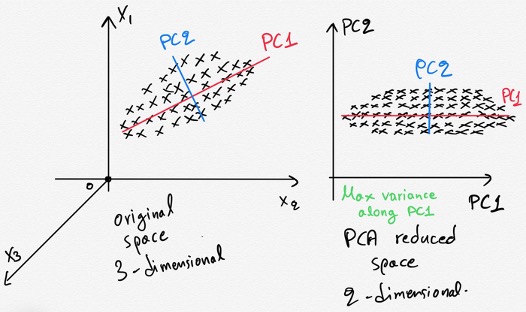 X1
PC2
PC1
0
X2
X3
original
space
3-dimensional
PC2
PC2
PC1
Max variance
along PC1
PC1
PCA reduced
space
2-dimensional.